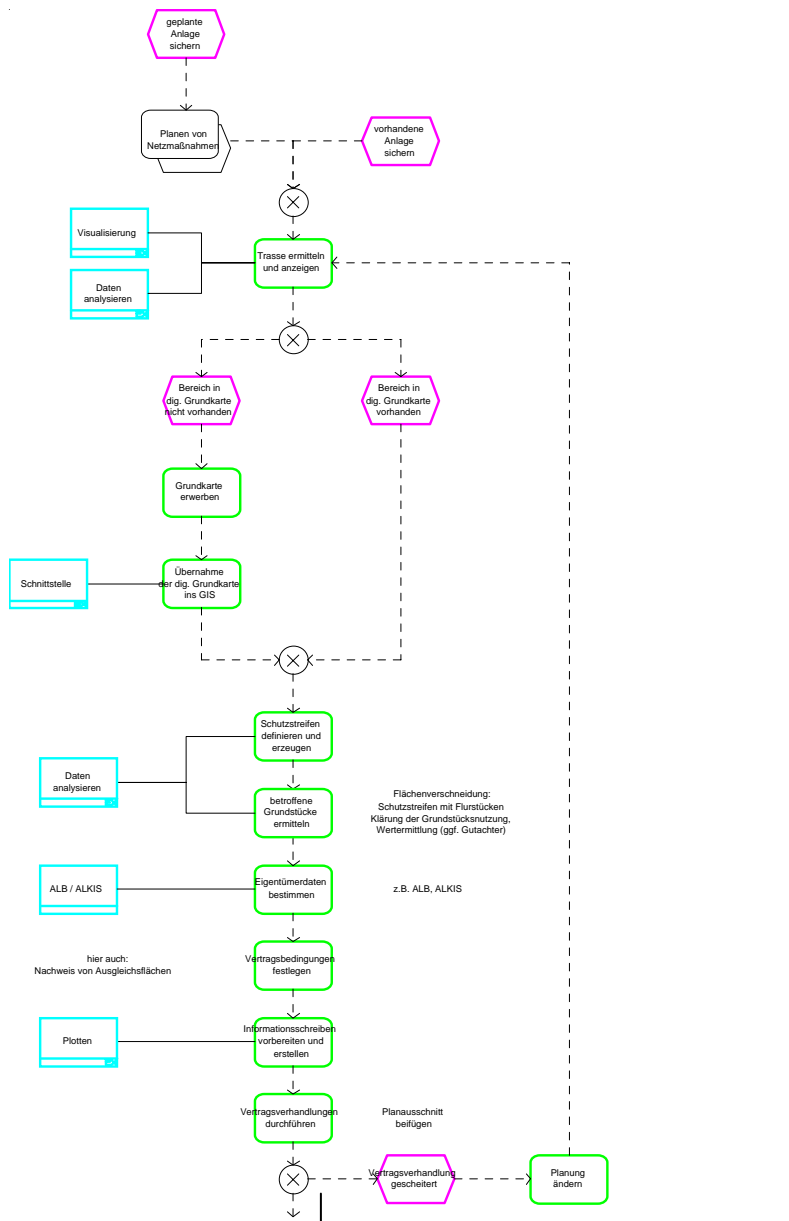 geplante
Anlage
sichern
Planen von
Netzmaßnahmen
vorhandene
Anlage
sichern
Visualisierung
Trasse ermitteln
und anzeigen
Daten
analysieren
Bereich in
dig. Grundkarte
nicht vorhanden
Bereich in
dig. Grundkarte
vorhanden
Grundkarte
erwerben
Schnittstelle
Übernahme
der dig. Grundkarte
ins GIS
Schutzstreifen
definieren und
erzeugen
Daten
analysieren
betroffene
Grundstücke
ermitteln
Flächenverschneidung:
Schutzstreifen mit Flurstücken
Klärung der Grundstücksnutzung,
Wertermittlung (ggf. Gutachter)
ALB / ALKIS
Eigentümerdaten
bestimmen
z.B. ALB, ALKIS
hier auch:
Nachweis von Ausgleichsflächen
Vertragsbedingungen
festlegen
Plotten
Informationsschreiben
vorbereiten und
erstellen
Vertragsverhandlungen
durchführen
Planausschnitt
beifügen
Vertragsverhandlung
gescheitert
Planung
ändern